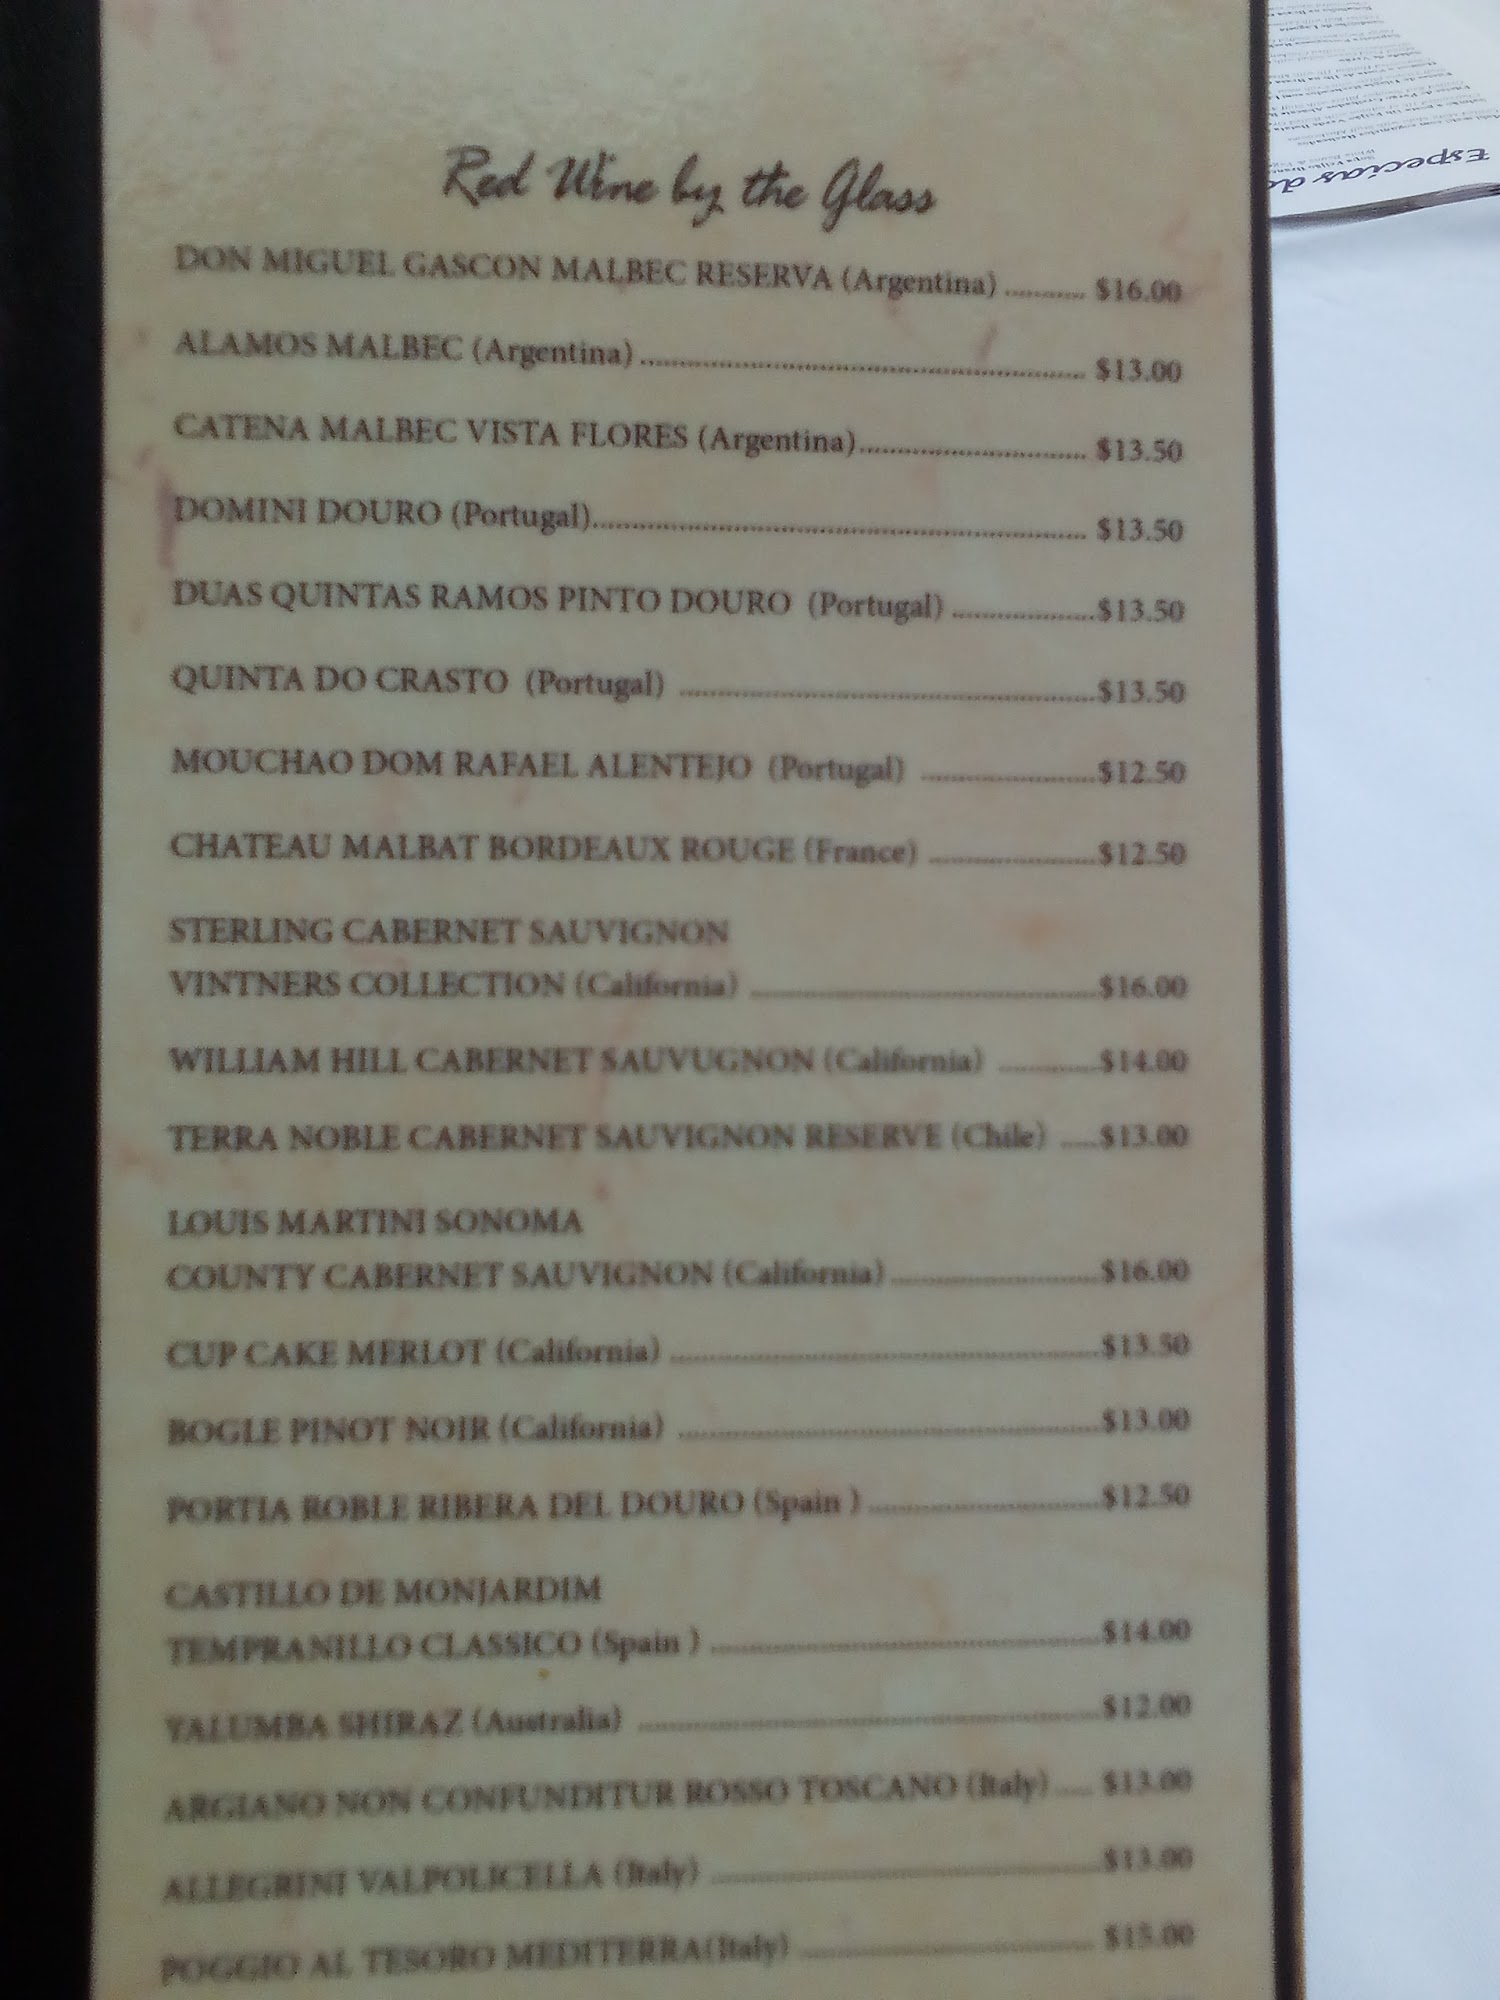 Red Wine by the Glass
DON MIGUEL GASCON MALBEC RESERVA (Argentina) ........... $16.00
ALAMOS MALBEC (Argentina) ........... $13.00
CATENA MALBEC VISTA FLORES (Argentina) ........... $13.50
DOMINI DOURO (Portugal) ........... $13.50
DUAS QUINTAS RAMOS PINTO DOURO (Portugal) ........... $13.50
QUINTA DO CRASTO (Portugal) ........... $13.50
MOUCHAO DOM RAFAEL ALENTEJO (Portugal) ........... $12.50
CHATEAU MALBAT BORDEAUX ROUGE (France) ........... $12.50
STERLING CABERNET SAUVIGNON
VINTNERS COLLECTION (California) ........... $16.00
WILLIAM HILL CABERNET SAUVUGNON (California) ........... $14.00
TERRA NOBLE CABERNET SAUVIGNON RESERVE (Chile) ..... $13.00
LOUIS MARTINI SONOMA
COUNTY CABERNET SAUVIGNON (California) ........... $16.00
CUP CAKE MERLOT (California) ........... $13.50
BOGLE PINOT NOIR (California) ........... $13.00
PORTIA ROBLE RIBERA DEL DOURO (Spain ) ........... $12.50
CASTILLO DE MONJARDIM
TEMPRANILLO CLASSICO (Spain ) ........... $14.00
YALUMBA SHIRAZ (Australia) ........... $12.00
ARGIANO NON CONFUNDITUR ROSSO TOSCANO (Italy) ..... $13.00
ALLEGRINI VALPOLICELLA (Italy) ........... $13.00
POGGIO AL TESORO MEDITERRA(Italy) ........... $15.00
Especias